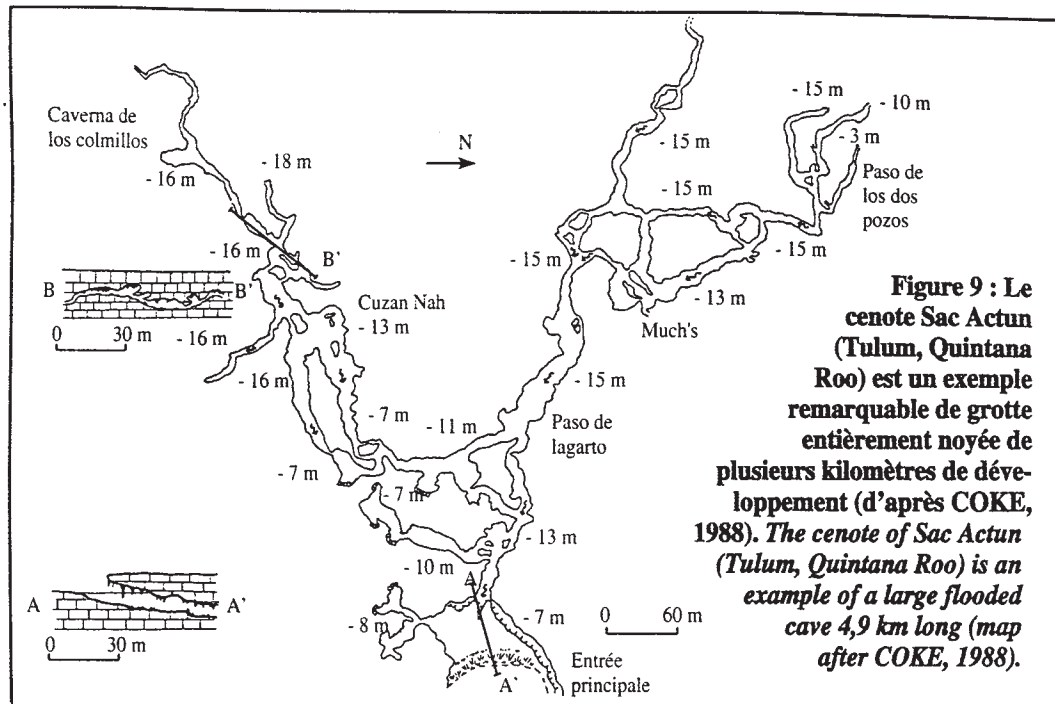 - 15 m
- 10 m
- 3 m
Caverna de
los colmillos
- 15 m
N
- 18 m
- 16 m
- 15 m
Paso de
los dos
pozos
- 15 m
- 16 m
B'
- 15 m
B
B'
- 13 m
Cuzan Nah
- 13 m
0
30 m
- 16 m
Much's
- 16 m
- 15 m
- 7 m
- 11 m
Paso de
lagarto
- 7 m
- 7 m
- 13 m
- 10 m
A
A
A'
- 8 m
- 7 m
0
60 m
0
30 m
Entrée
principale
A'
Figure 9 : Le
cenote Sac Actun
(Tulum, Quintana
Roo) est un exemple
remarquable de grotte
entièrement noyée de
plusieurs kilomètres de déve-
loppement (d'après COKE,
1988). The cenote of Sac Actun
(Tulum, Quintana Roo) is an
example of a large flooded
cave 4,9 km long (map
after COKE, 1988).